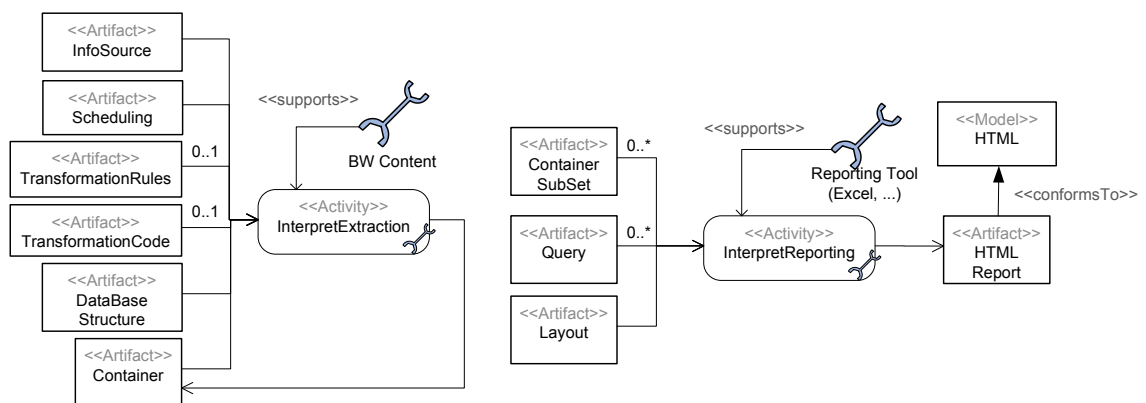 <<Artifact>>
InfoSource
<<Artifact>>
Scheduling
<<Artifact>>
TransformationRules
0..1
<<Artifact>>
TransformationCode
0..1
<<Artifact>>
DataBase
Structure
<<Artifact>>
Container
<<supports>>
BW Content
<<Activity>>
InterpretExtraction
<<Artifact>>
Container
SubSet
0..*
<<Artifact>>
Query
0..*
<<Artifact>>
Layout
<<supports>>
Reporting Tool
(Excel, ...)
<<Activity>>
InterpretReporting
<<Model>>
HTML
<<conformsTo>>
<<Artifact>>
HTML
Report